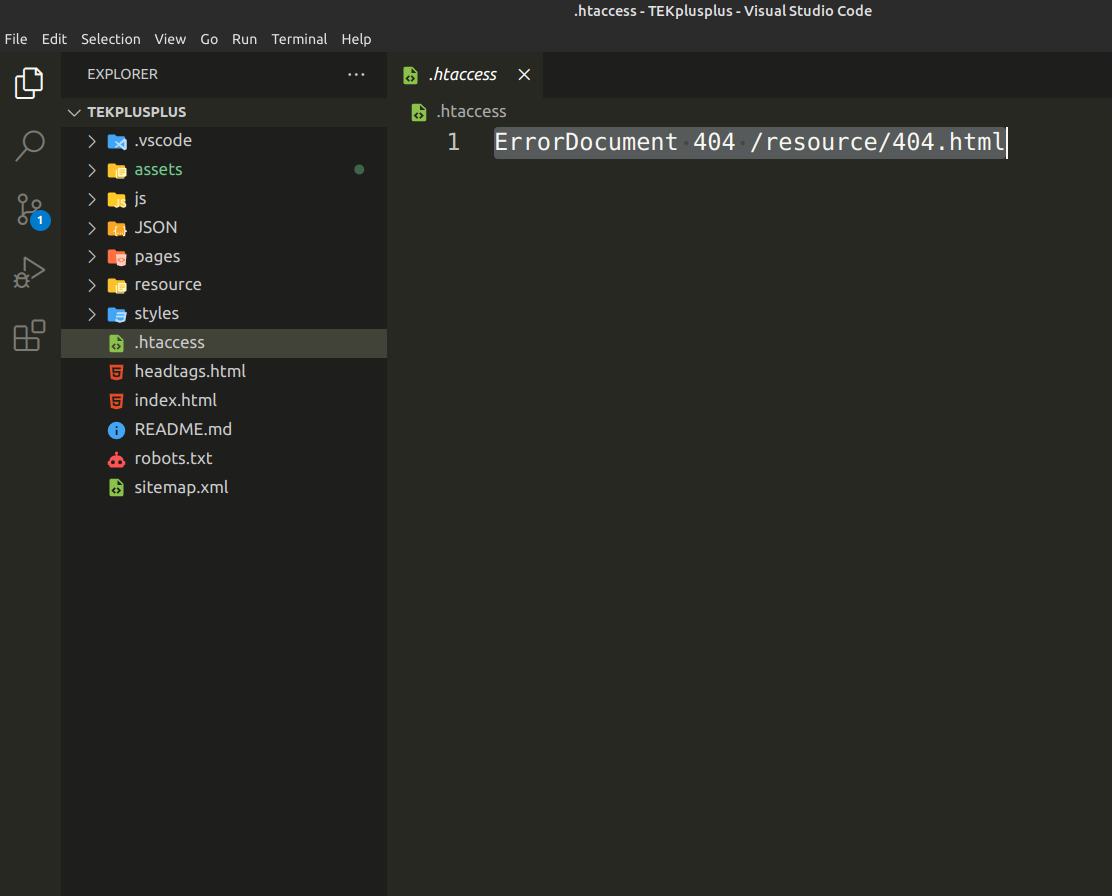 .htaccess - TEKplusplus - Visual Studio Code
File Edit Selection View Go Run Terminal Help
EXPLORER ···
.htaccess
TEKPLUSPLUS
.htaccess
1 ErrorDocument 404 /resource/404.html
.vscode
assets
js
JSON
1
pages
resource
styles
.htaccess
headtags.html
index.html
README.md
robots.txt
sitemap.xml